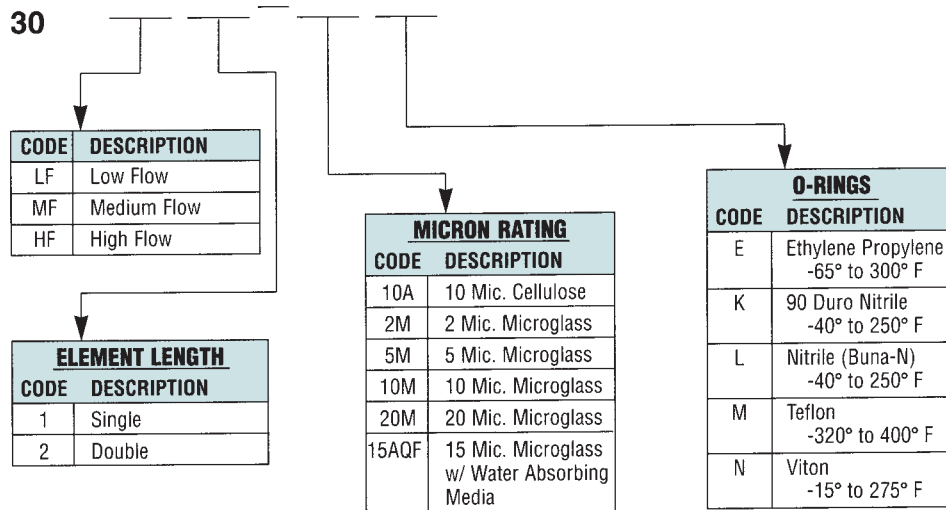 30
CODE DESCRIPTION
LF Low Flow
MF Medium Flow
HF High Flow
ELEMENT LENGTH
CODE DESCRIPTION
1 Single
2 Double
MICRON RATING
CODE DESCRIPTION
10A 10 Mic. Cellulose
2M 2 Mic. Microglass
5M 5 Mic. Microglass
10M 10 Mic. Microglass
20M 20 Mic. Microglass
15AQF 15 Mic. Microglass
w/ Water Absorbing
Media
O-RINGS
CODE DESCRIPTION
E Ethylene Propylene
-65° to 300° F
K 90 Duro Nitrile
-40° to 250° F
L Nitrile (Buna-N)
-40° to 250° F
M Teflon
-320° to 400° F
N Viton
-15° to 275° F